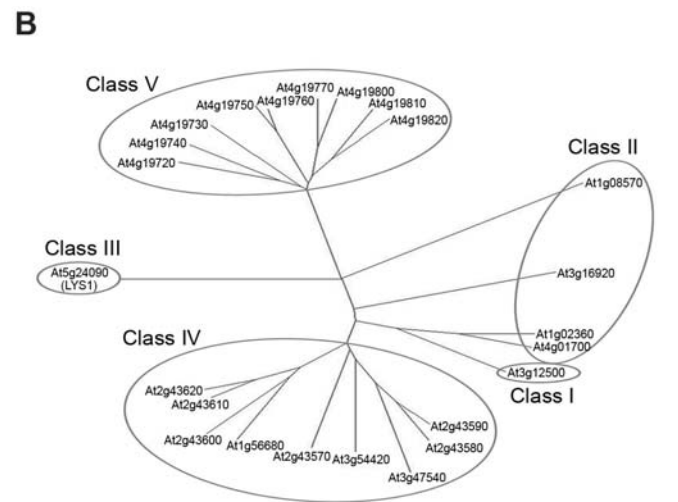 B
Class V
At4g19770
At4g19800
At4g19750
At4g19760
At4g19810
At4g19730
At4g19820
At4g19740
At4g19720
Class II
At1g08570
Class III
At5g24090
(LYS1)
At3g16920
At1g02360
At4g01700
Class IV
At3g12500
Class I
At2g43620
At2g43610
At2g43600
At1g56680
At2g43570
At3g54420
At3g47540
At2g43590
At2g43580